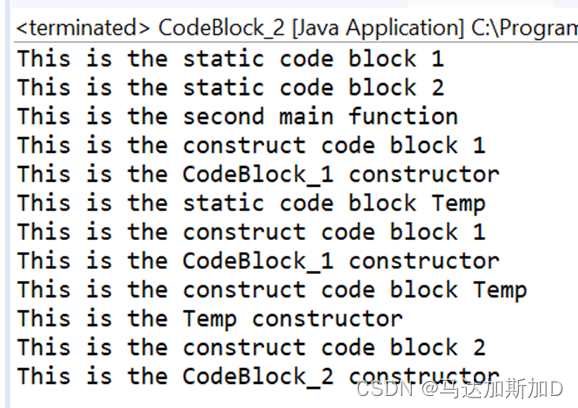 <terminated> CodeBlock_2 [Java Application] C:\Program
This is the static code block 1
This is the static code block 2
This is the second main function
This is the construct code block 1
This is the CodeBlock_1 constructor
This is the static code block Temp
This is the construct code block 1
This is the CodeBlock_1 constructor
This is the construct code block Temp
This is the Temp constructor
This is the construct code block 2
This is the CodeBlock_2 constructor
CSDN @马达加斯加D